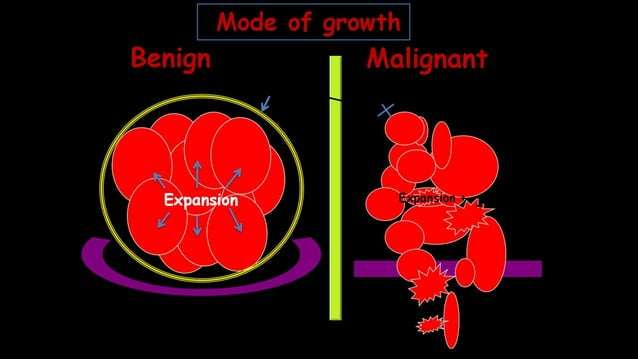 Mode of growth
Benign
Malignant
Expansion
Expansion